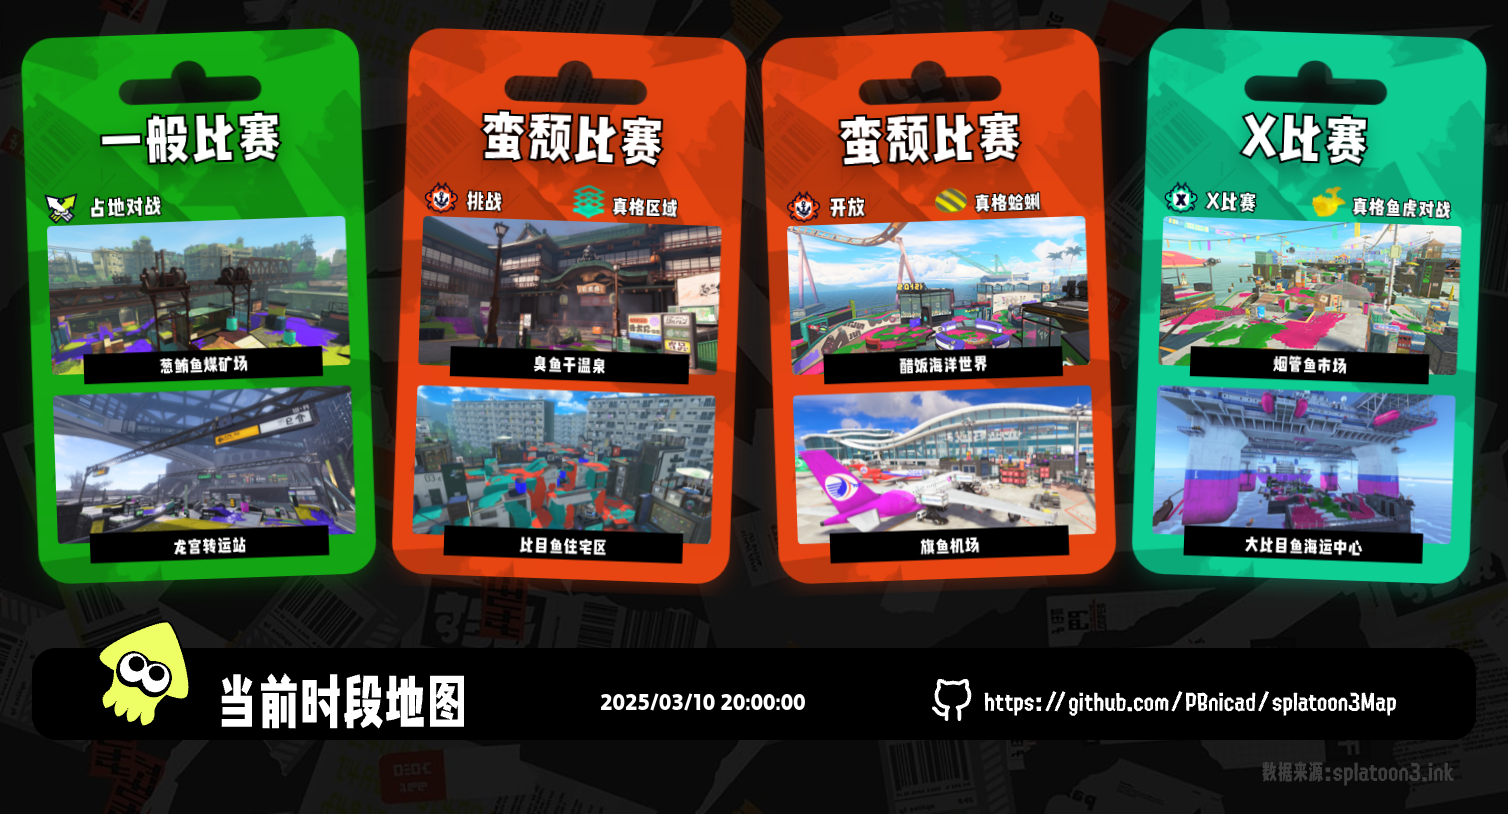 一般比赛
占地对战
葱鲔鱼煤矿场
龙宫转运站
蛮颓比赛
挑战
真格区域
臭鱼干温泉
比目鱼住宅区
蛮颓比赛
开放
真格蛤蜊
醋饭海洋世界
旗鱼机场
X比赛
X比赛
真格鱼虎对战
烟管鱼市场
大比目鱼海运中心
当前时段地图
2025/03/10 20:00:00
https://github.com/PBnicad/splatoon3Map
数据来源:splatoon3.ink